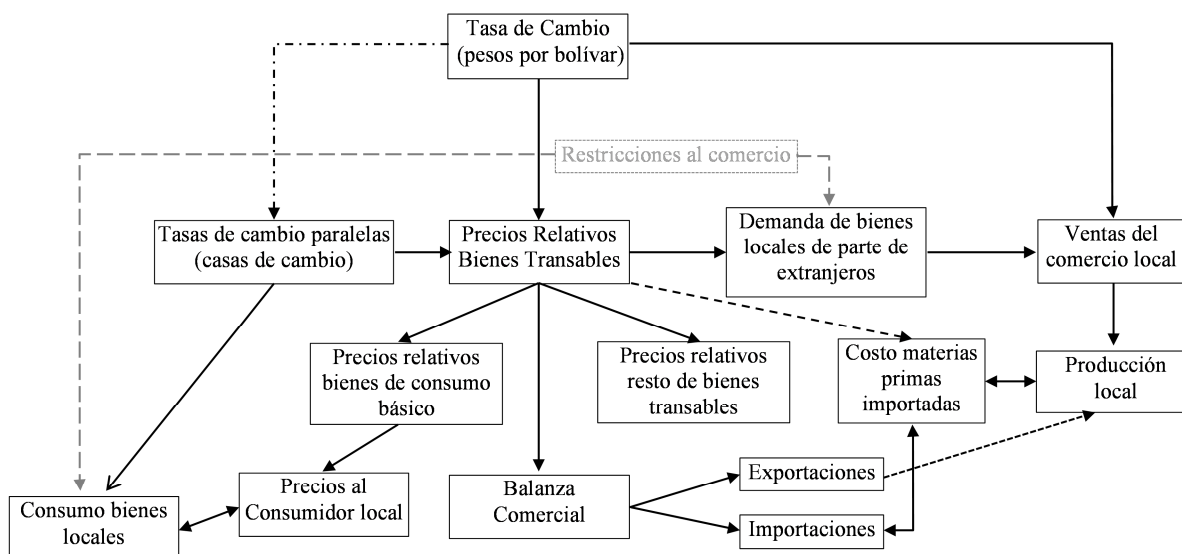 Tasa de Cambio
(pesos por bolívar)
Restricciones al comercio
Tasas de cambio paralelas
(casas de cambio)
Precios Relativos
Bienes Transables
Demanda de bienes
locales de parte de
extranjeros
Ventas del
comercio local
Precios relativos
bienes de consumo
básico
Precios relativos
resto de bienes
transables
Costo materias
primas
importadas
Producción
local
Consumo bienes
locales
Precios al
Consumidor local
Balanza
Comercial
Exportaciones
Importaciones